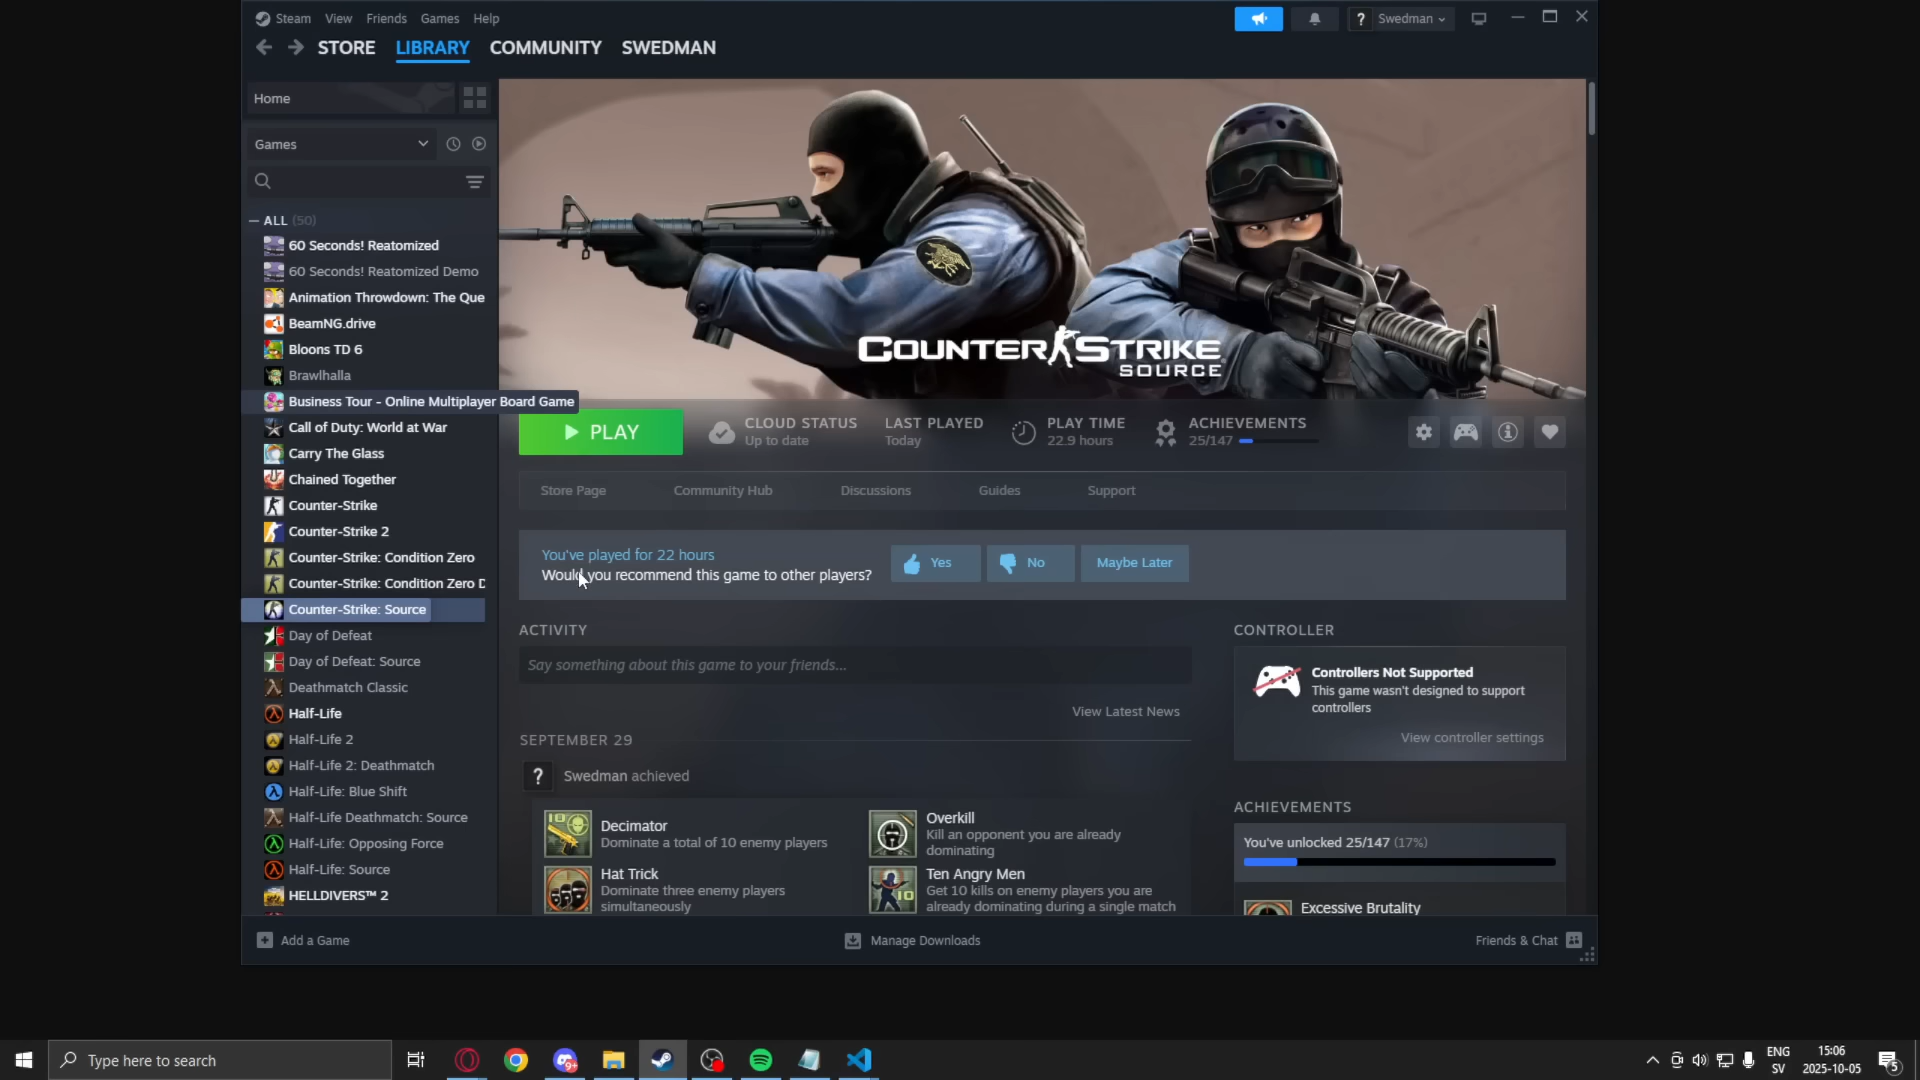 Steam View Friends Games Help
? Swedman
STORE LIBRARY COMMUNITY SWEDMAN
Home
Games
ALL (50)
60 Seconds! Reatomized
60 Seconds! Reatomized Demo
Animation Throwdown: The Que
BeamNG.drive
Bloons TD 6
Brawlhalla
Business Tour - Online Multiplayer Board Game
Call of Duty: World at War
Carry The Glass
Chained Together
Counter-Strike
Counter-Strike 2
Counter-Strike: Condition Zero
Counter-Strike: Condition Zero D
Counter-Strike: Source
Day of Defeat
Day of Defeat: Source
Deathmatch Classic
Half-Life
Half-Life 2
Half-Life 2: Deathmatch
Half-Life: Blue Shift
Half-Life Deathmatch: Source
Half-Life: Opposing Force
Half-Life: Source
HELLDIVERS™ 2
COUNTER STRIKE
SOURCE
PLAY
CLOUD STATUS
Up to date
LAST PLAYED
Today
PLAY TIME
22.9 hours
ACHIEVEMENTS
25/147
Store Page Community Hub Discussions Guides Support
You've played for 22 hours
Would you recommend this game to other players?
Yes No Maybe Later
ACTIVITY
Say something about this game to your friends...
View Latest News
SEPTEMBER 29
? Swedman achieved
10
Decimator
Dominate a total of 10 enemy players
Overkill
Kill an opponent you are already
dominating
Hat Trick
Dominate three enemy players
simultaneously
10
Ten Angry Men
Get 10 kills on enemy players you are
already dominating during a single match
CONTROLLER
Controllers Not Supported
This game wasn't designed to support
controllers
View controller settings
ACHIEVEMENTS
You've unlocked 25/147 (17%)
Excessive Brutality
Add a Game
Manage Downloads
Friends & Chat
Type here to search
9+
ENG
SV
15:06
2025-10-05
5